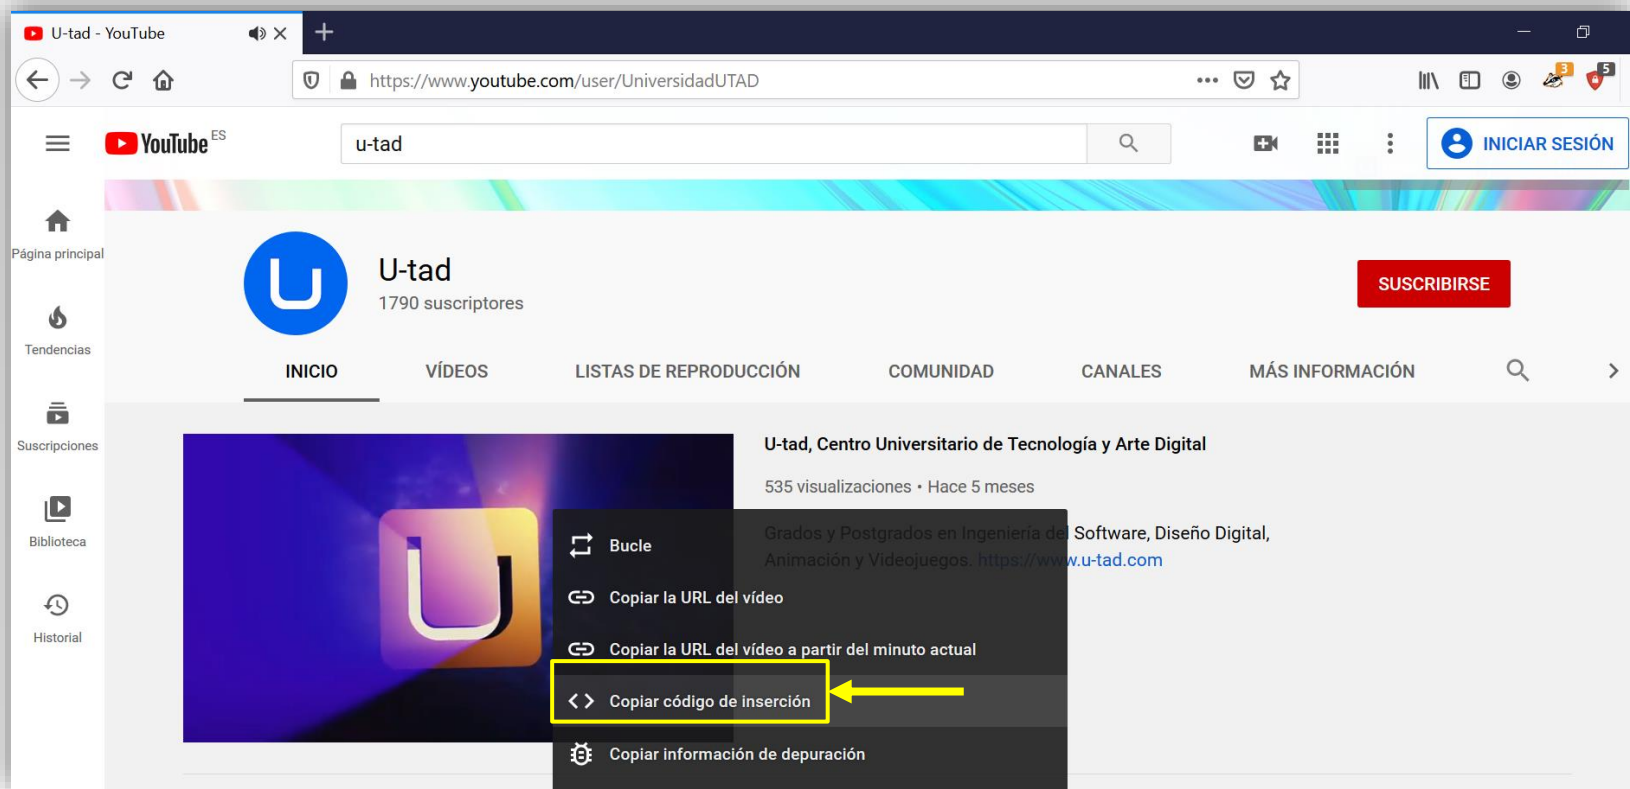 U-tad - YouTube
https://www.youtube.com/user/UniversidadUTAD
3
5
YouTube ES
u-tad
INICIAR SESIÓN
Página principal
Tendencias
Suscripciones
Biblioteca
Historial
U
U-tad
1790 suscriptores
SUSCRIBIRSE
INICIO
VÍDEOS
LISTAS DE REPRODUCCIÓN
COMUNIDAD
CANALES
MÁS INFORMACIÓN
U
U-tad, Centro Universitario de Tecnología y Arte Digital
535 visualizaciones • Hace 5 meses
Grados y Postgrados en Ingeniería del Software, Diseño Digital,
Animación y Videojuegos. https://www.u-tad.com
Bucle
Copiar la URL del vídeo
Copiar la URL del vídeo a partir del minuto actual
Copiar código de inserción
Copiar información de depuración